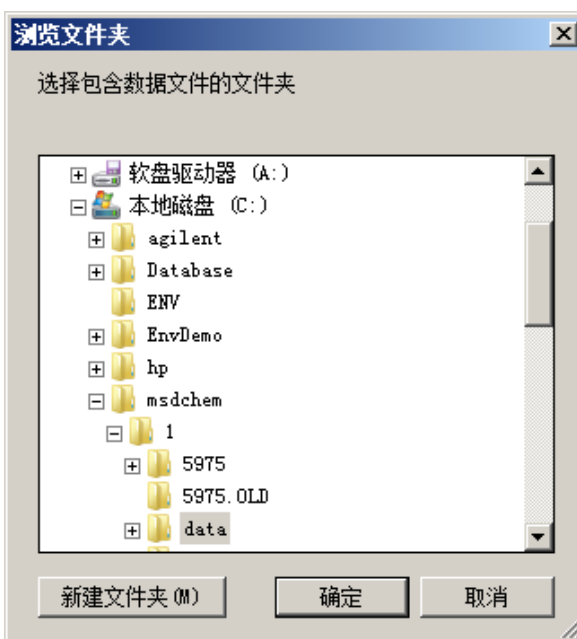 浏览文件夹
选择包含数据文件的文件夹
软盘驱动器 (A:)
本地磁盘 (C:)
agilent
Database
ENV
EnvDemo
hp
msdchem
1
5975
5975.OLD
data
新建文件夹(M) 确定 取消